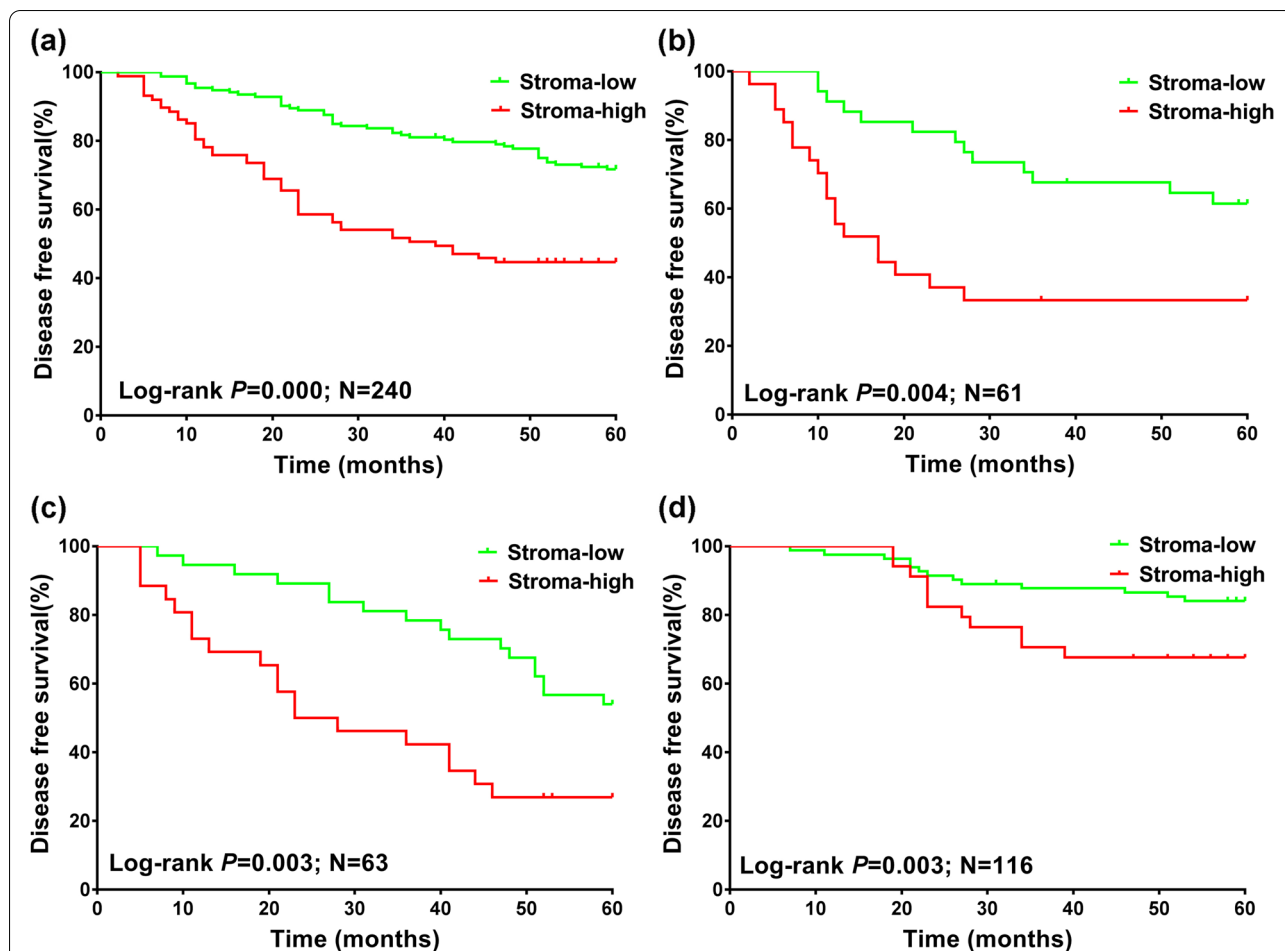 (a)
100
80
60
40
20
0
Disease free survival(%)
Stroma-low
Stroma-high
Log-rank P=0.000; N=240
0 10 20 30 40 50 60
Time (months)
(b)
100
80
60
40
20
0
Disease free survival(%)
Stroma-low
Stroma-high
Log-rank P=0.004; N=61
0 10 20 30 40 50 60
Time (months)
(c)
100
80
60
40
20
0
Disease free survival(%)
Stroma-low
Stroma-high
Log-rank P=0.003; N=63
0 10 20 30 40 50 60
Time (months)
(d)
100
80
60
40
20
0
Disease free survival(%)
Stroma-low
Stroma-high
Log-rank P=0.003; N=116
0 10 20 30 40 50 60
Time (months)